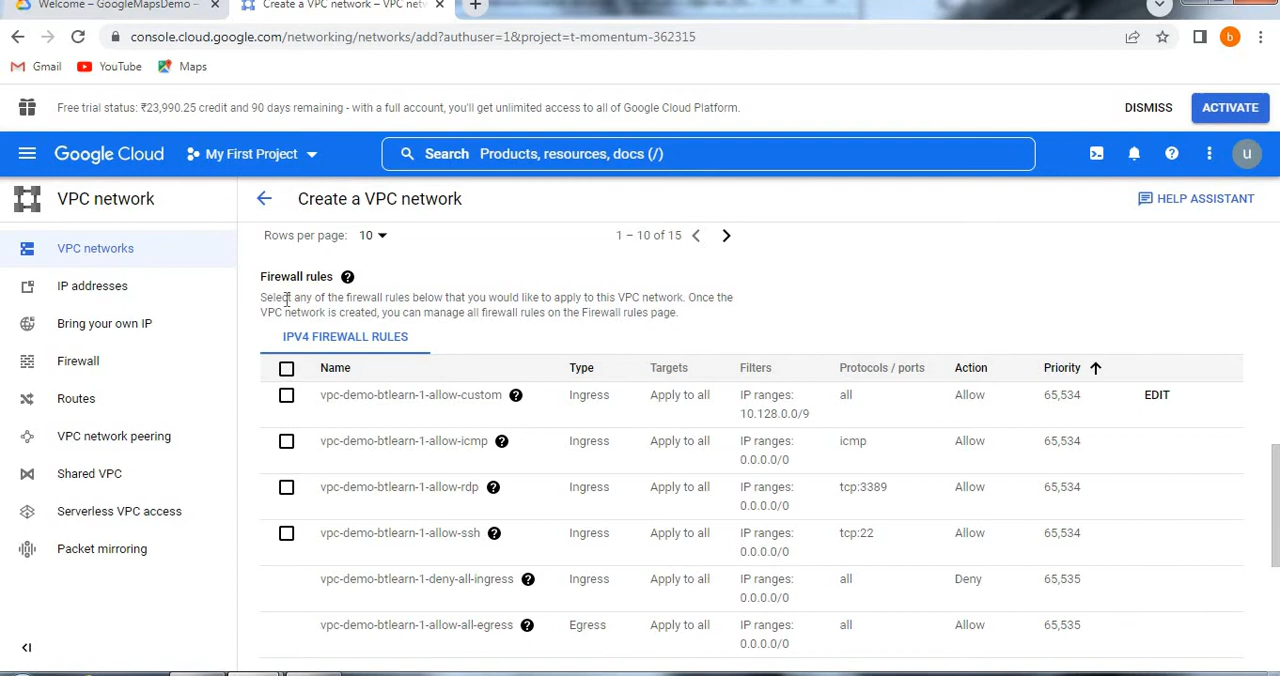 Welcome – GoogleMapsDemo –
Create a VPC network – VPC net
console.cloud.google.com/networking/networks/add?authuser=1&project=t-momentum-362315
b
Gmail YouTube Maps
Free trial status: ₹23,990.25 credit and 90 days remaining - with a full account, you'll get unlimited access to all of Google Cloud Platform.
DISMISS ACTIVATE
Google Cloud My First Project Search Products, resources, docs (/) u
VPC network
Create a VPC network
HELP ASSISTANT
VPC networks
IP addresses
Bring your own IP
Firewall
Routes
VPC network peering
Shared VPC
Serverless VPC access
Packet mirroring
Rows per page: 10 1 – 10 of 15
Firewall rules
Select any of the firewall rules below that you would like to apply to this VPC network. Once the
VPC network is created, you can manage all firewall rules on the Firewall rules page.
IPV4 FIREWALL RULES
Name Type Targets Filters Protocols / ports Action Priority
vpc-demo-btlearn-1-allow-custom Ingress Apply to all IP ranges: all Allow 65,534 EDIT
10.128.0.0/9
vpc-demo-btlearn-1-allow-icmp Ingress Apply to all IP ranges: icmp Allow 65,534
0.0.0.0/0
vpc-demo-btlearn-1-allow-rdp Ingress Apply to all IP ranges: tcp:3389 Allow 65,534
0.0.0.0/0
vpc-demo-btlearn-1-allow-ssh Ingress Apply to all IP ranges: tcp:22 Allow 65,534
0.0.0.0/0
vpc-demo-btlearn-1-deny-all-ingress Ingress Apply to all IP ranges: all Deny 65,535
0.0.0.0/0
vpc-demo-btlearn-1-allow-all-egress Egress Apply to all IP ranges: all Allow 65,535
0.0.0.0/0